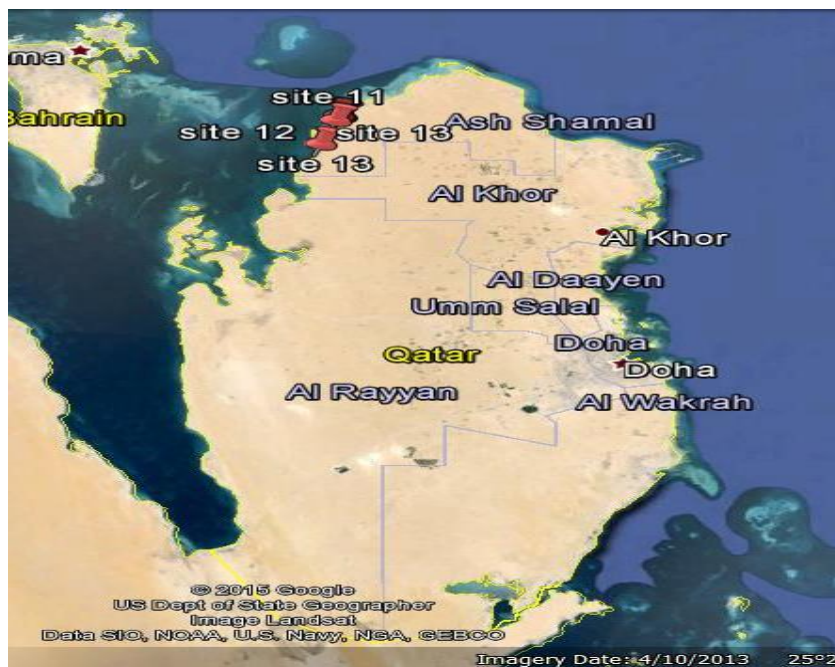 ma
Bahrain
site 11
site 12
site 13
site 13
Ash Shamal
Al Khor
Al Khor
Al Daayen
Umm Salal
Qatar
Doha
Doha
Al Rayyan
Al Wakrah
© 2015 Google
US Dept of State Geographer
Image Landsat
Data SIO, NOAA, U.S. Navy, NGA, GEBCO
Imagery Date: 4/10/2013 25°2